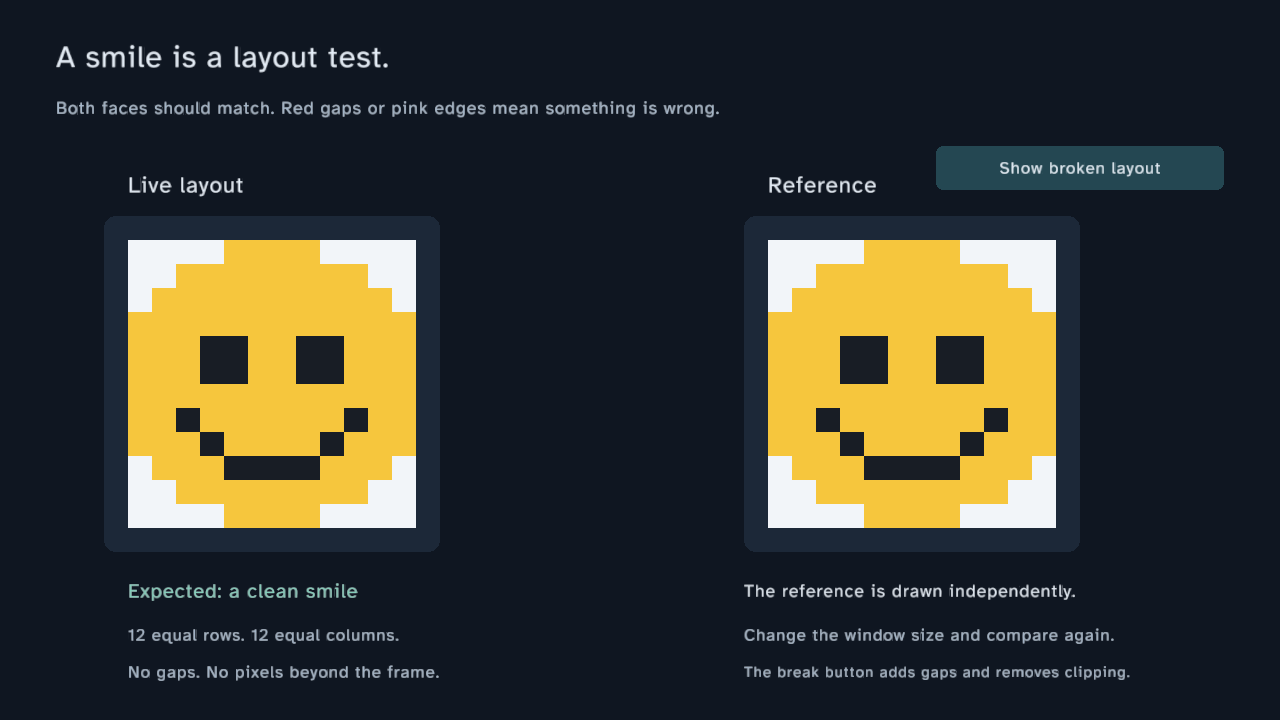 A smile is a layout test.
Both faces should match. Red gaps or pink edges mean something is wrong.
Show broken layout
Live layout
Reference
Expected: a clean smile
12 equal rows. 12 equal columns.
No gaps. No pixels beyond the frame.
The reference is drawn independently.
Change the window size and compare again.
The break button adds gaps and removes clipping.